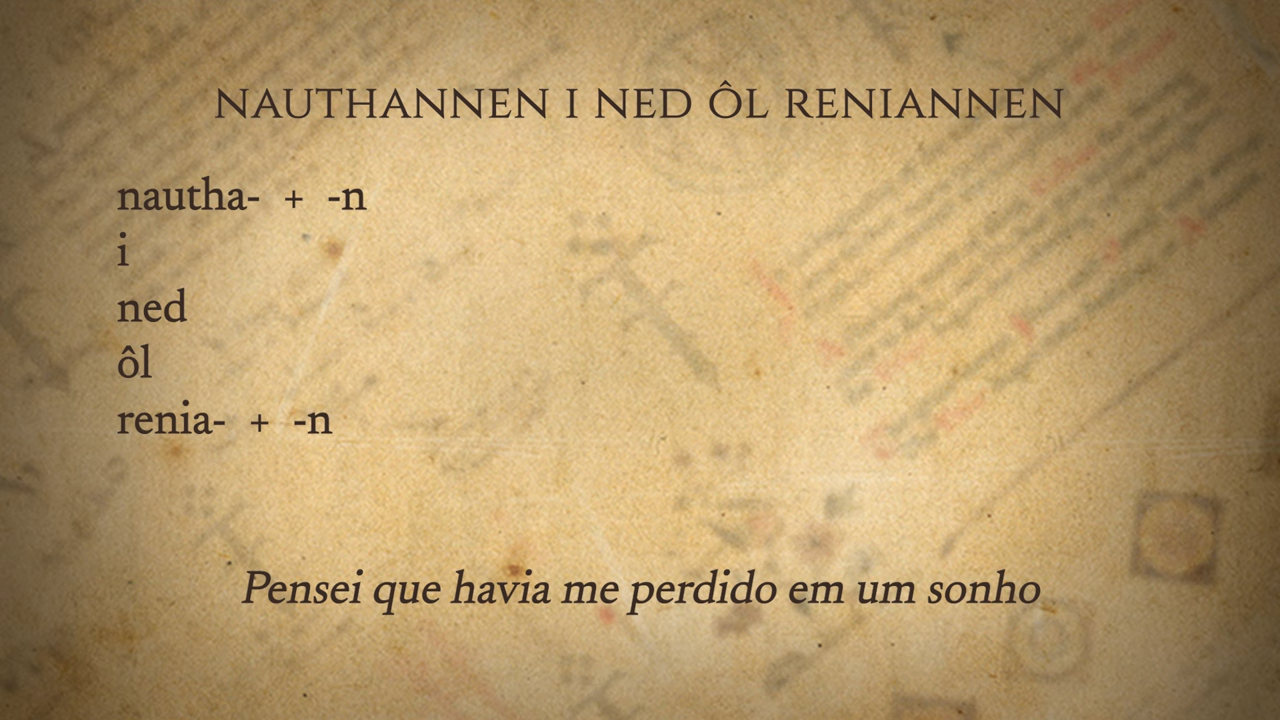 NAUTHANNEN I NED ÔL RENIANNEN
nautha- + -n
i
ned
ôl
renia- + -n
Pensei que havia me perdido em um sonho